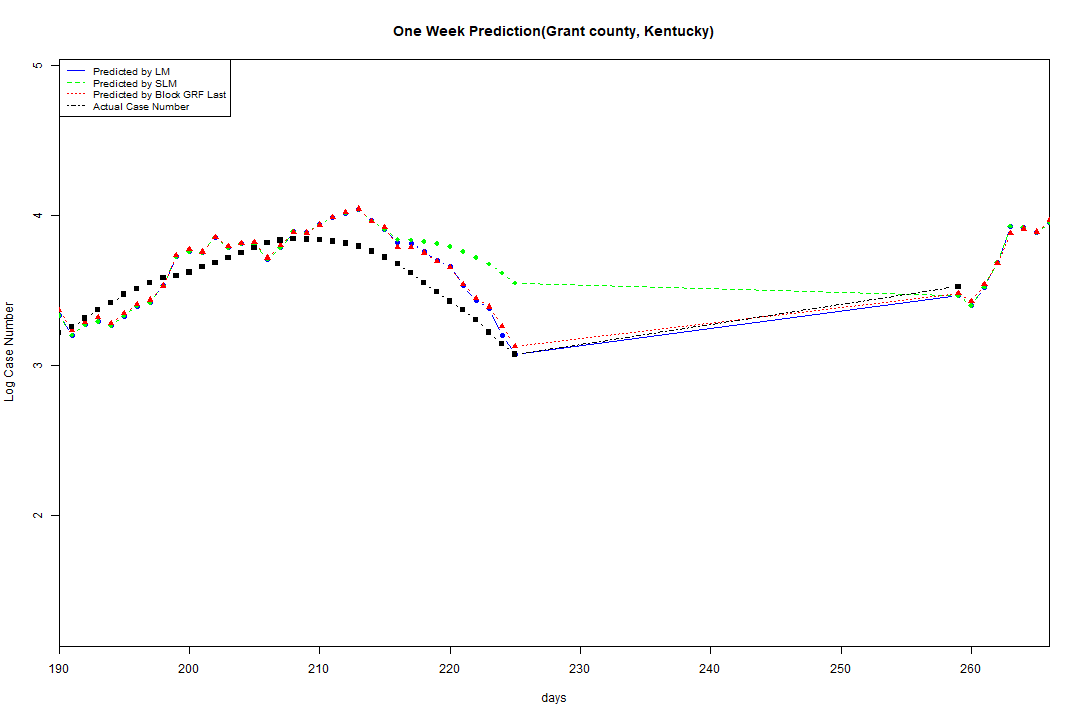 One Week Prediction(Grant county, Kentucky)
Predicted by LM
Predicted by SLM
Predicted by Block GRF Last
Actual Case Number
5
4
3
2
Log Case Number
190 200 210 220 230 240 250 260
days